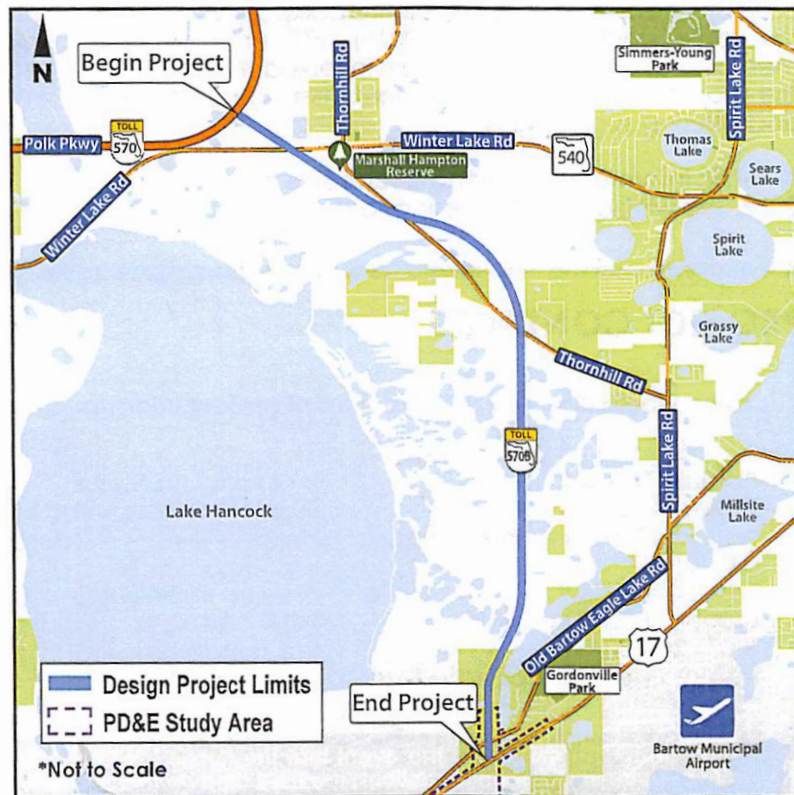 N
Begin Project
Thornhill Rd
Simmers-Young
Park
Spirit Lake Rd
Polk Pkwy
TOLL
570
Winter Lake Rd
540
Thomas
Lake
Sears
Lake
Marshall Hampton
Reserve
Winter Lake Rd
Spirit
Lake
Grassy
Lake
Thornhill Rd
TOLL
570B
Spirit Lake Rd
Lake Hancock
Millsite
Lake
Old Bartow Eagle Lake Rd
17
Gordonville
Park
Design Project Limits
PD&E Study Area
End Project
*Not to Scale
Bartow Municipal
Airport